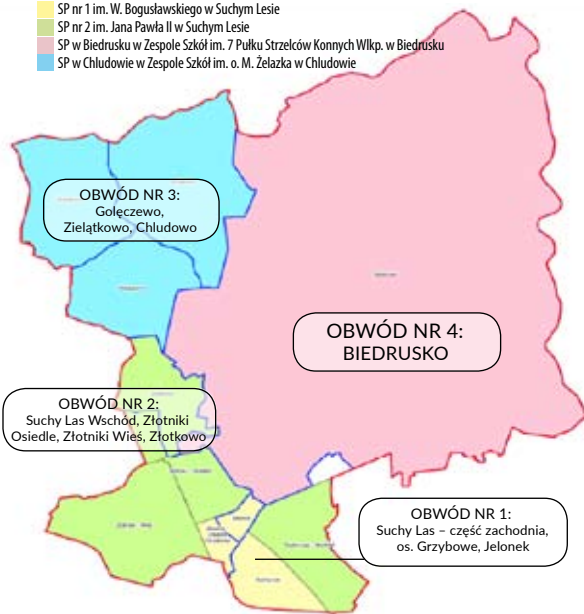 SP nr 1 im. W. Bogusławskiego w Suchym Lesie
SP nr 2 im. Jana Pawła II w Suchym Lesie
SP w Biedrusku w Zespole Szkół im. 7 Pułku Strzelców Konnych Wlkp. w Biedrusku
SP w Chludowie w Zespole Szkół im. o. M. Żelazka w Chludowie
OBWÓD NR 3:
Golęczewo,
Zielątkowo, Chludowo
OBWÓD NR 4:
BIEDRUSKO
OBWÓD NR 2:
Suchy Las Wschód, Złotniki
Osiedle, Złotniki Wieś, Złotkowo
OBWÓD NR 1:
Suchy Las – część zachodnia,
os. Grzybowe, Jelonek